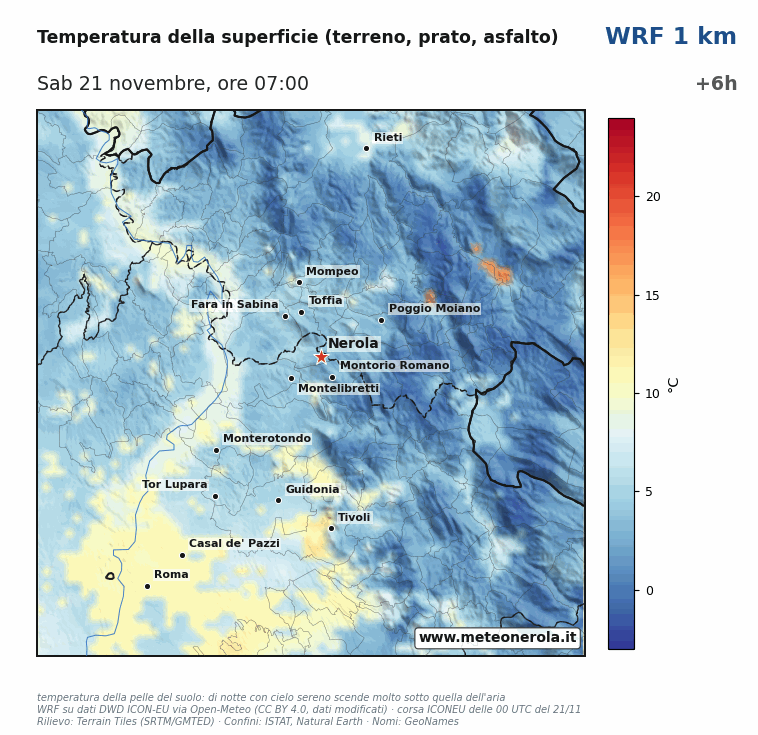 Temperatura della superficie (terreno, prato, asfalto)
WRF 1 km
Sab 21 novembre, ore 07:00
+6h
Rieti
Mompeo
Fara in Sabina
Toffia
Poggio Moiano
Nerola
Montorio Romano
Montelibretti
Monterotondo
Tor Lupara
Guidonia
Tivoli
Casal de' Pazzi
Roma
www.meteonerola.it
20
15
10
5
0
°C
temperatura della pelle del suolo: di notte con cielo sereno scende molto sotto quella dell'aria
WRF su dati DWD ICON-EU via Open-Meteo (CC BY 4.0, dati modificati) · corsa ICONEU delle 00 UTC del 21/11
Rilievo: Terrain Tiles (SRTM/GMTED) · Confini: ISTAT, Natural Earth · Nomi: GeoNames